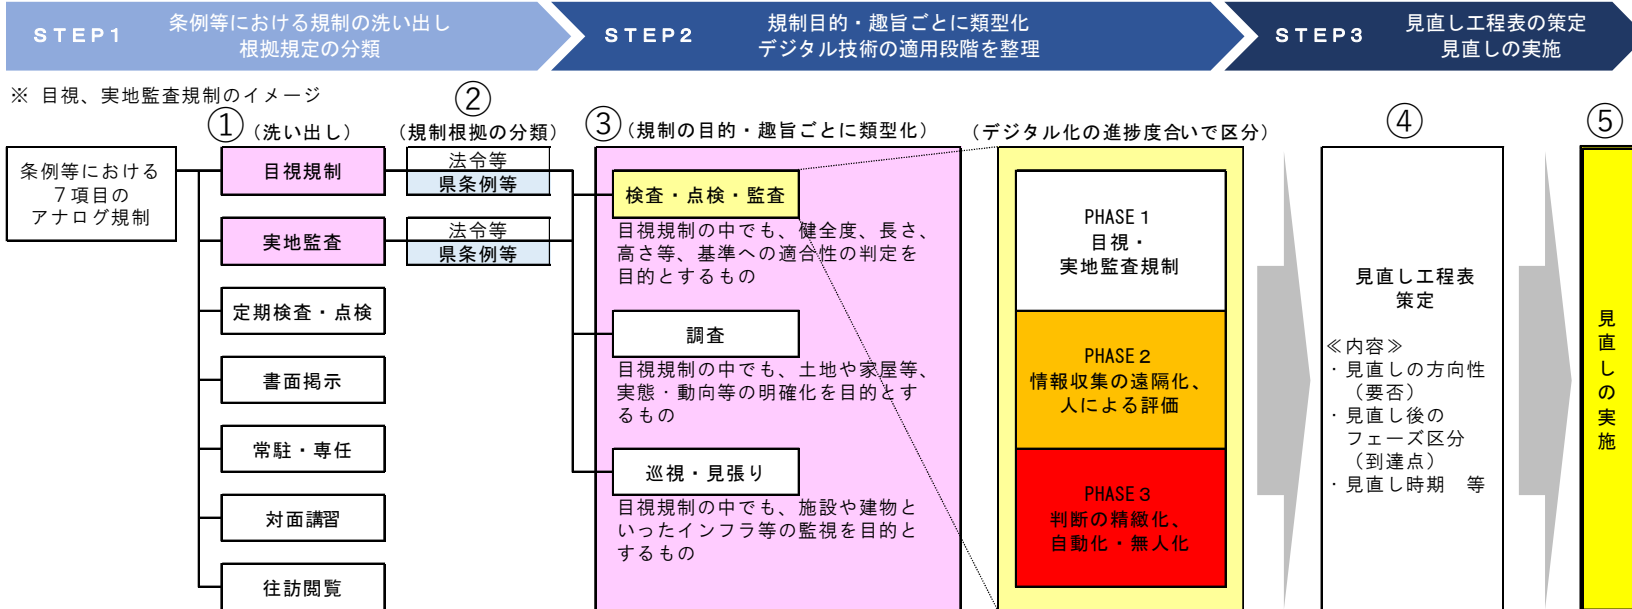 STEP1
条例等における規制の洗い出し
根拠規定の分類
STEP2
規制目的・趣旨ごとに類型化
デジタル技術の適用段階を整理
STEP3
見直し工程表の策定
見直しの実施
※ 目視、実地監査規制のイメージ
①（洗い出し）
②
（規制根拠の分類）
③（規制の目的・趣旨ごとに類型化）
（デジタル化の進捗度合いで区分）
④
⑤
条例等における
７項目の
アナログ規制
目視規制
実地監査
定期検査・点検
書面掲示
常駐・専任
対面講習
往訪閲覧
法令等
県条例等
法令等
県条例等
検査・点検・監査
目視規制の中でも、健全度、長さ、
高さ等、基準への適合性の判定を
目的とするもの
調査
目視規制の中でも、土地や家屋等、
実態・動向等の明確化を目的とす
るもの
巡視・見張り
目視規制の中でも、施設や建物と
いったインフラ等の監視を目的と
するもの
PHASE１
目視・
実地監査規制
PHASE２
情報収集の遠隔化、
人による評価
PHASE３
判断の精緻化、
自動化・無人化
見直し工程表
策定
≪内容≫
・見直しの方向性
（要否）
・見直し後の
フェーズ区分
（到達点）
・見直し時期　等
見直しの実施